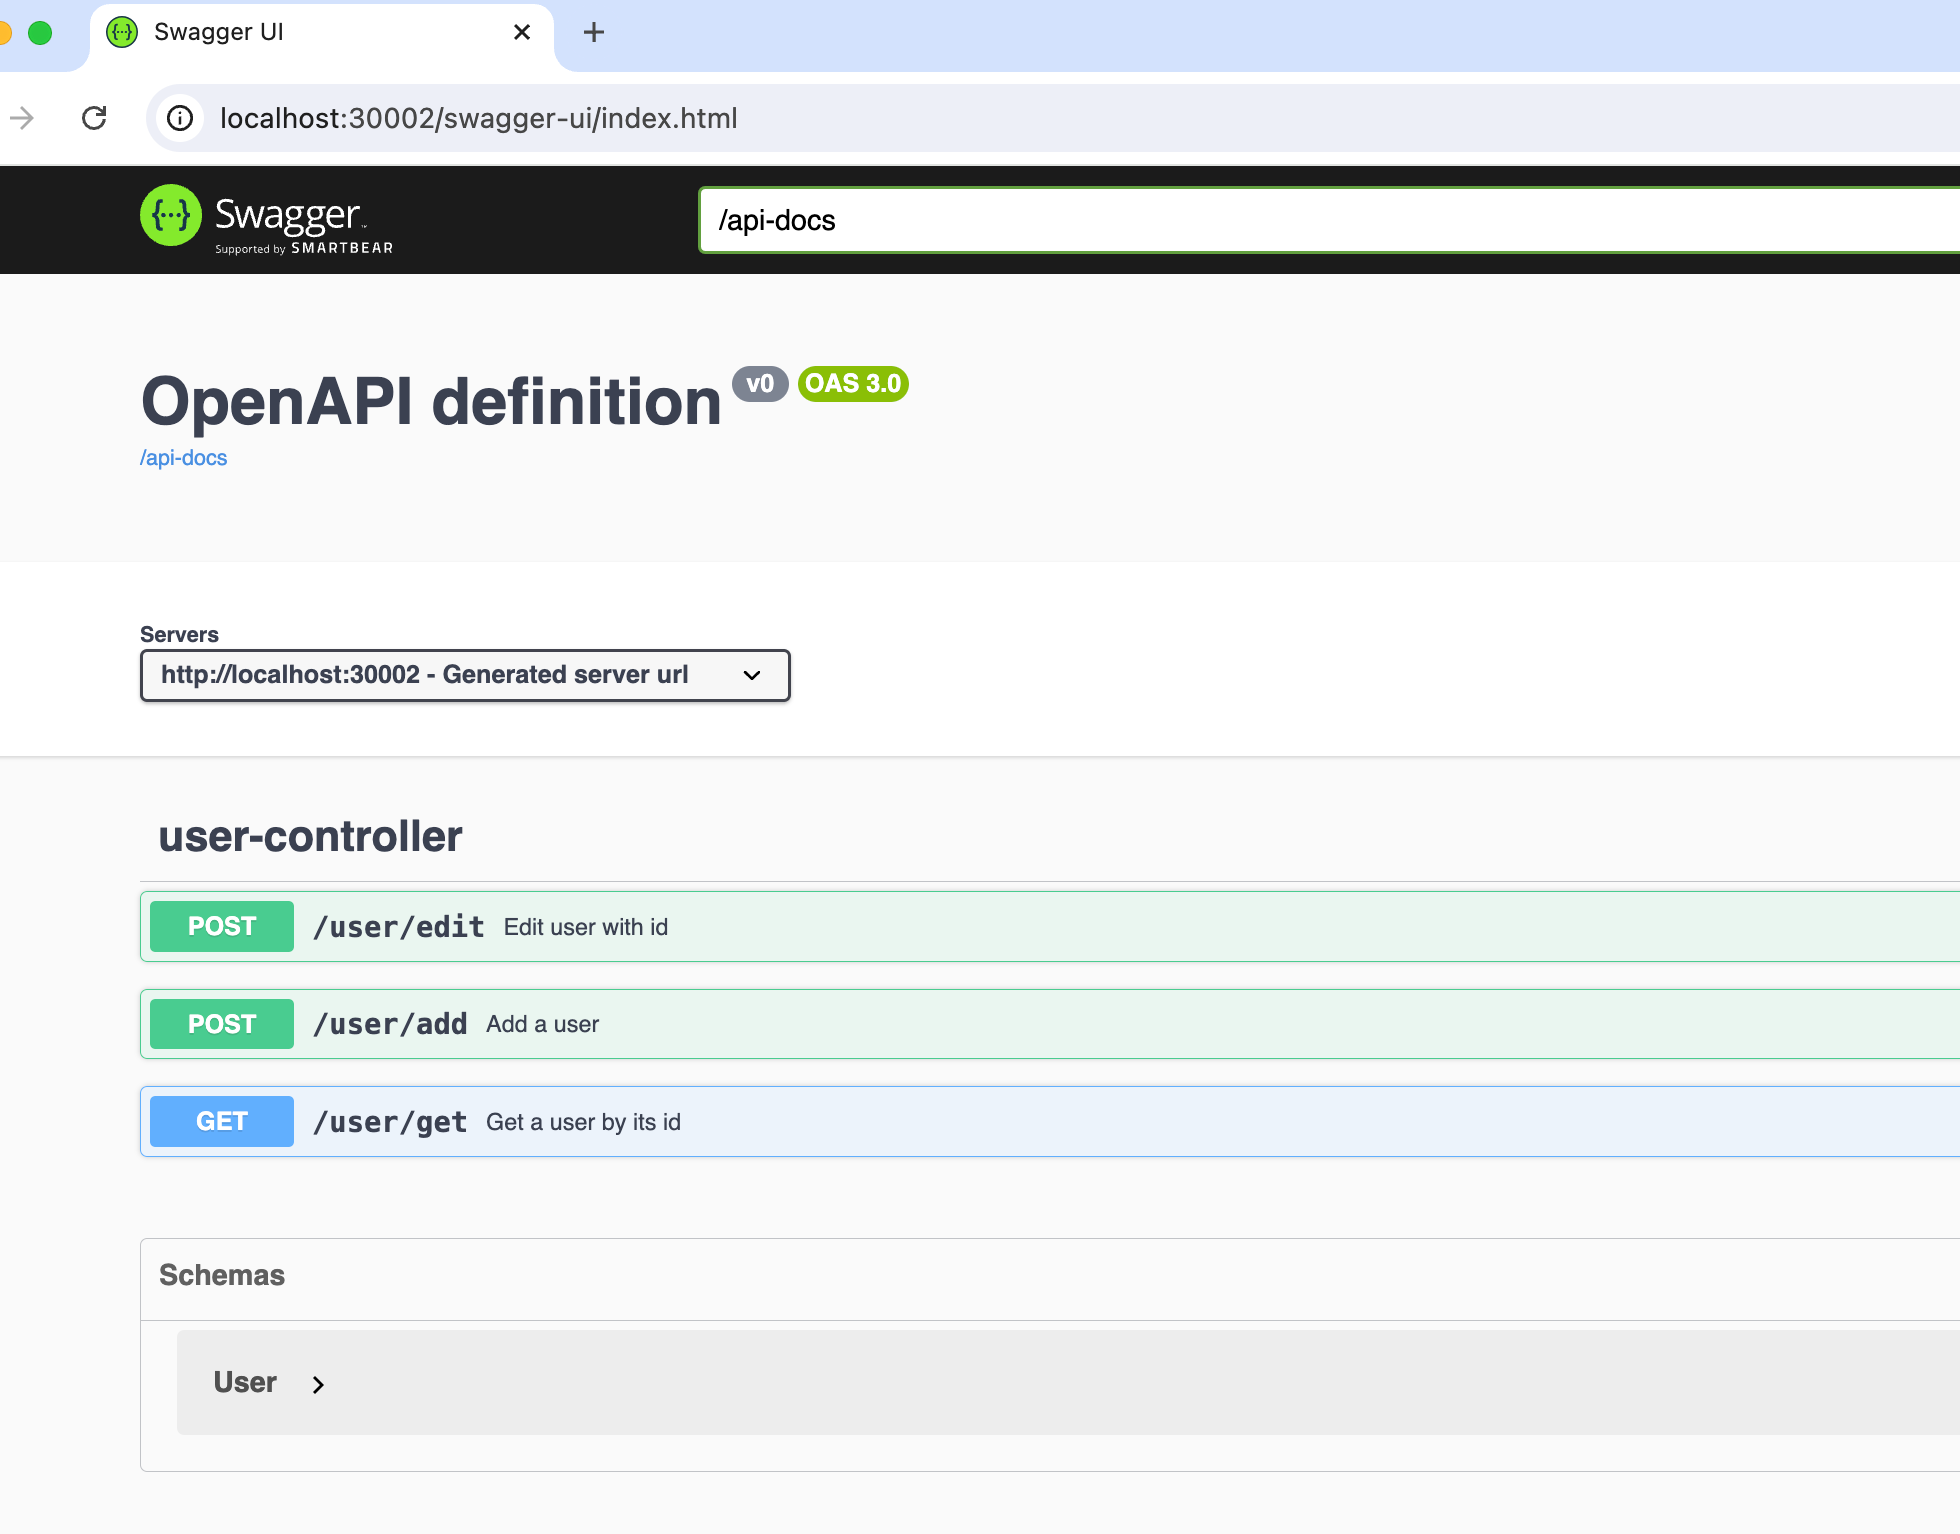 Swagger UI
localhost:30002/swagger-ui/index.html
{···} Swagger™
Supported by SMARTBEAR
/api-docs
OpenAPI definition v0 OAS 3.0
/api-docs
Servers
http://localhost:30002 - Generated server url
user-controller
POST /user/edit Edit user with id
POST /user/add Add a user
GET /user/get Get a user by its id
Schemas
User